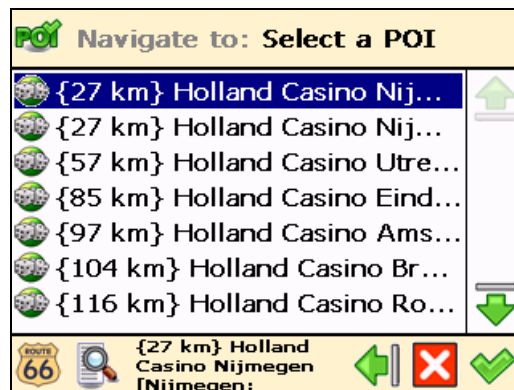 POI Navigate to: Select a POI
{27 km} Holland Casino Nij...
{27 km} Holland Casino Nij...
{57 km} Holland Casino Utre...
{85 km} Holland Casino Eind...
{97 km} Holland Casino Ams...
{104 km} Holland Casino Br...
{116 km} Holland Casino Ro...
ROUTE
66
{27 km} Holland
Casino Nijmegen
[Nijmegen: